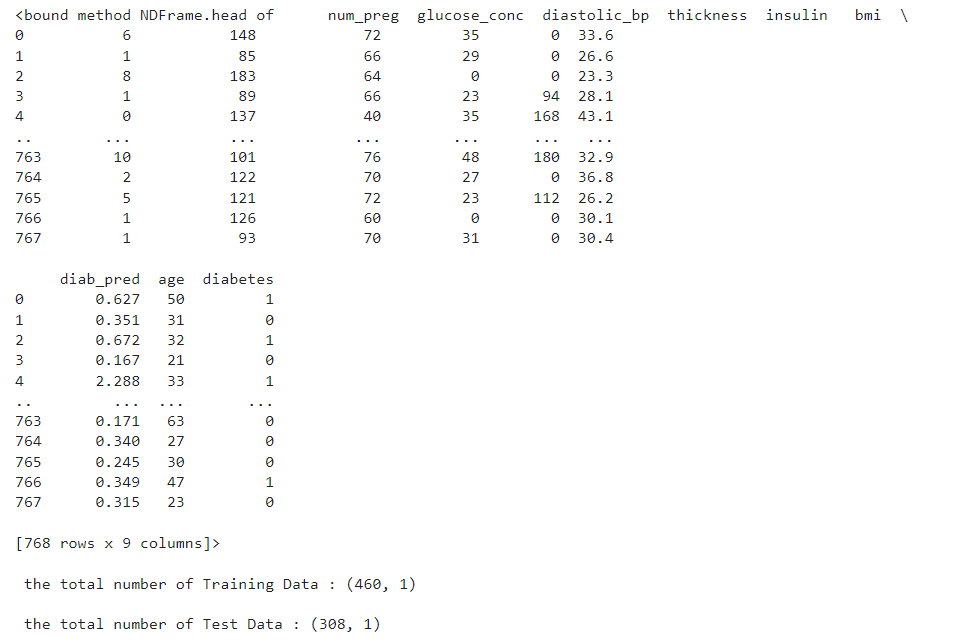 <bound method NDFrame.head of      num_preg  glucose_conc  diastolic_bp  thickness  insulin   bmi  \
0           6           148            72         35        0  33.6
1           1            85            66         29        0  26.6
2           8           183            64          0        0  23.3
3           1            89            66         23       94  28.1
4           0           137            40         35      168  43.1
..        ...           ...           ...        ...      ...   ...
763        10           101            76         48      180  32.9
764         2           122            70         27        0  36.8
765         5           121            72         23      112  26.2
766         1           126            60          0        0  30.1
767         1            93            70         31        0  30.4
     diab_pred  age  diabetes
0        0.627   50         1
1        0.351   31         0
2        0.672   32         1
3        0.167   21         0
4        2.288   33         1
..         ...  ...       ...
763      0.171   63         0
764      0.340   27         0
765      0.245   30         0
766      0.349   47         1
767      0.315   23         0
[768 rows x 9 columns]>
 the total number of Training Data : (460, 1)
 the total number of Test Data : (308, 1)